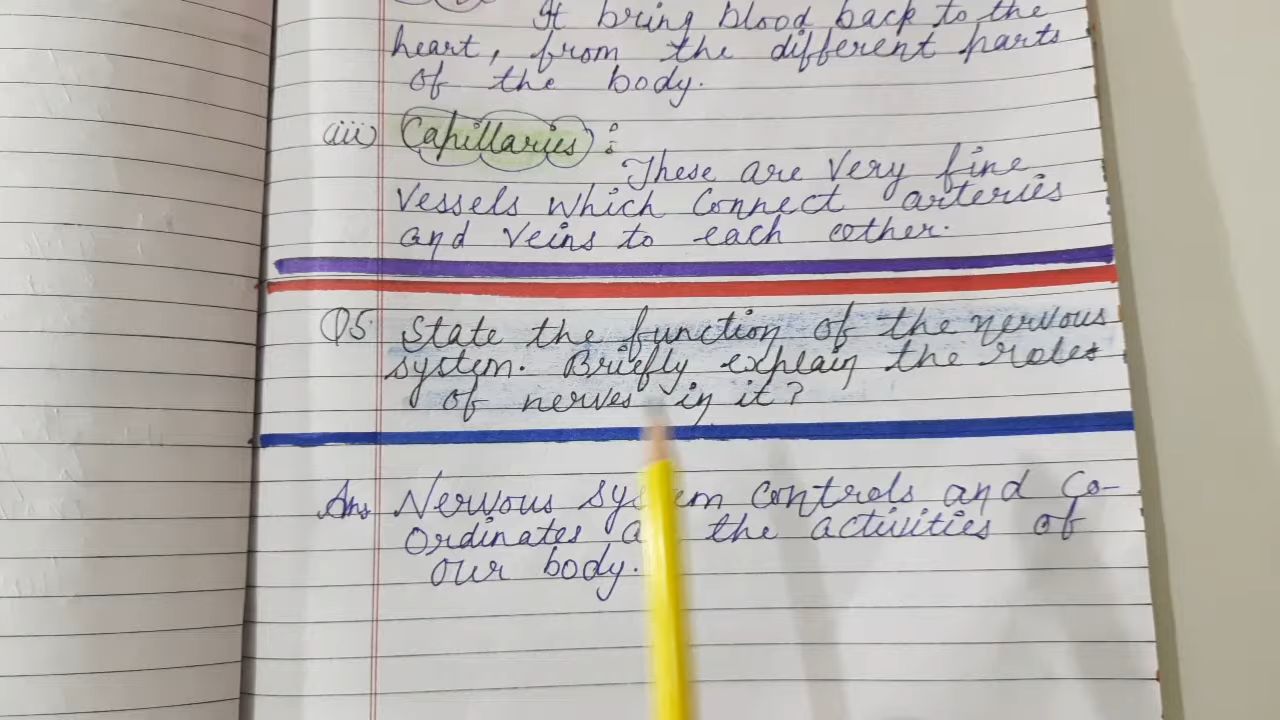 It bring blood back to the
heart, from the different parts
of the body.
(iii) Capillaries :
These are very fine
vessels which connect arteries
and veins to each other.
Q5. State the function of the nervous
system. Briefly explain the roles
of nerves in it?
Ans Nervous system controls and co-
ordinates the activities of
our body.